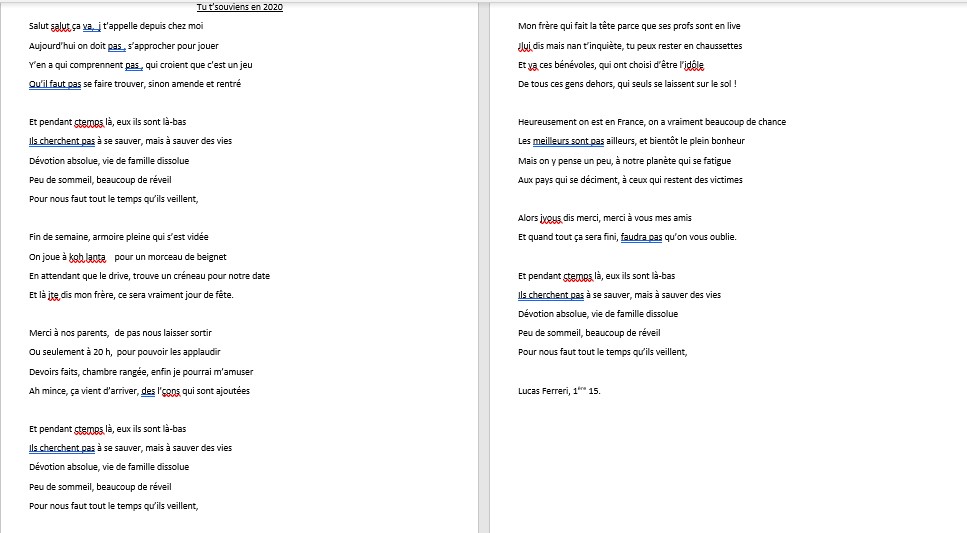 Tu t'souviens en 2020
Salut salut ça va, j t'appelle depuis chez moi
Aujourd'hui on doit pas , s'approcher pour jouer
Y'en a qui comprennent pas , qui croient que c'est un jeu
Qu'il faut pas se faire trouver, sinon amende et rentré
Et pendant ctemps là, eux ils sont là-bas
Ils cherchent pas à se sauver, mais à sauver des vies
Dévotion absolue, vie de famille dissolue
Peu de sommeil, beaucoup de réveil
Pour nous faut tout le temps qu'ils veillent,
Fin de semaine, armoire pleine qui s'est vidée
On joue à koh lanta pour un morceau de beignet
En attendant que le drive, trouve un créneau pour notre date
Et là jte dis mon frère, ce sera vraiment jour de fête.
Merci à nos parents, de pas nous laisser sortir
Ou seulement à 20 h, pour pouvoir les applaudir
Devoirs faits, chambre rangée, enfin je pourrai m'amuser
Ah mince, ça vient d'arriver, des l'çons qui sont ajoutées
Et pendant ctemps là, eux ils sont là-bas
Ils cherchent pas à se sauver, mais à sauver des vies
Dévotion absolue, vie de famille dissolue
Peu de sommeil, beaucoup de réveil
Pour nous faut tout le temps qu'ils veillent,
Mon frère qui fait la tête parce que ses profs sont en live
Jlui dis mais nan t'inquiète, tu peux rester en chaussettes
Et ya ces bénévoles, qui ont choisi d'être l'idôle
De tous ces gens dehors, qui seuls se laissent sur le sol !
Heureusement on est en France, on a vraiment beaucoup de chance
Les meilleurs sont pas ailleurs, et bientôt le plein bonheur
Mais on y pense un peu, à notre planète qui se fatigue
Aux pays qui se déciment, à ceux qui restent des victimes
Alors jvous dis merci, merci à vous mes amis
Et quand tout ça sera fini, faudra pas qu'on vous oublie.
Et pendant ctemps là, eux ils sont là-bas
Ils cherchent pas à se sauver, mais à sauver des vies
Dévotion absolue, vie de famille dissolue
Peu de sommeil, beaucoup de réveil
Pour nous faut tout le temps qu'ils veillent,
Lucas Ferreri, 1ère 15.